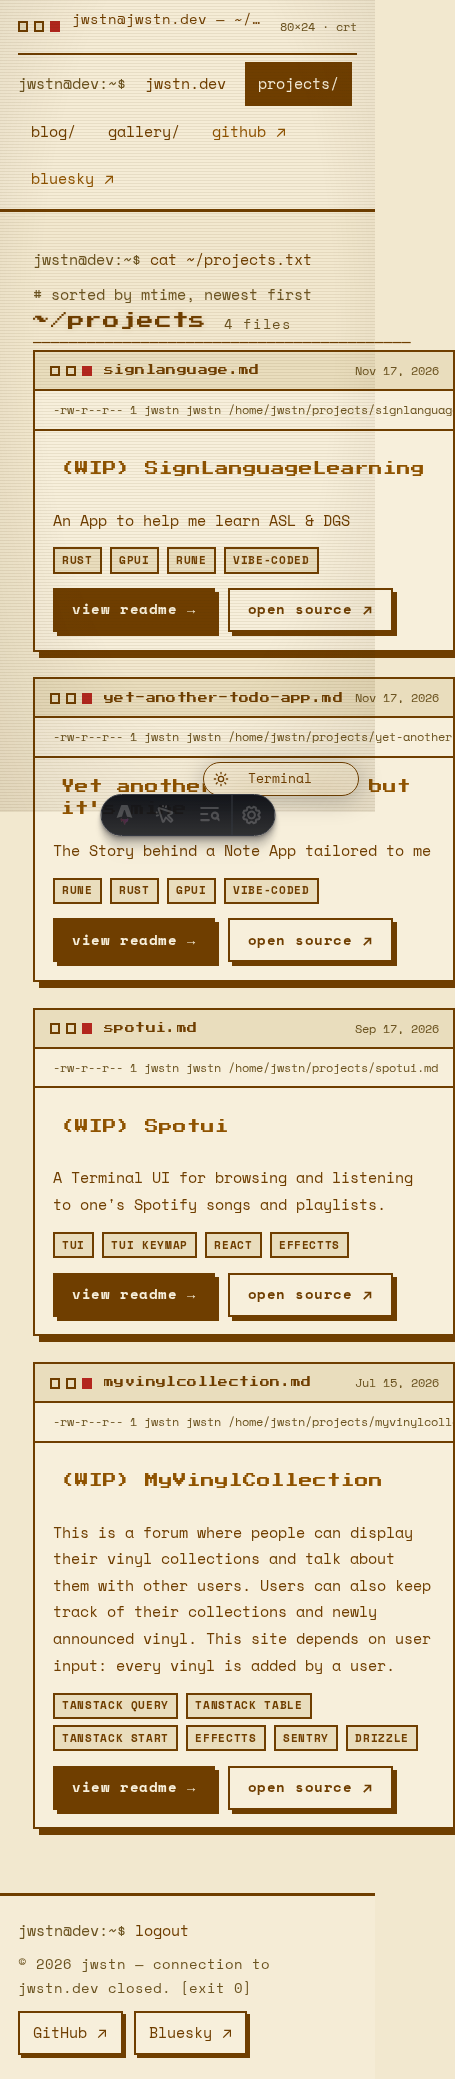 jwstn@jwstn.dev — ~/…
80×24 · crt
jwstn@dev:~$ jwstn.dev projects/
blog/ gallery/ github ↗
bluesky ↗
jwstn@dev:~$ cat ~/projects.txt
# sorted by mtime, newest first
~/projects 4 files
signlanguage.md Nov 17, 2026
-rw-r--r-- 1 jwstn jwstn /home/jwstn/projects/signlanguag
(WIP) SignLanguageLearning
An App to help me learn ASL & DGS
RUST GPUI RUNE VIBE-CODED
view readme → open source ↗
yet-another-todo-app.md Nov 17, 2026
-rw-r--r-- 1 jwstn jwstn /home/jwstn/projects/yet-another
Yet another but
Terminal
it's mine
The Story behind a Note App tailored to me
RUNE RUST GPUI VIBE-CODED
view readme → open source ↗
spotui.md Sep 17, 2026
-rw-r--r-- 1 jwstn jwstn /home/jwstn/projects/spotui.md
(WIP) Spotui
A Terminal UI for browsing and listening
to one's Spotify songs and playlists.
TUI TUI KEYMAP REACT EFFECTTS
view readme → open source ↗
myvinylcollection.md Jul 15, 2026
-rw-r--r-- 1 jwstn jwstn /home/jwstn/projects/myvinylcoll
(WIP) MyVinylCollection
This is a forum where people can display
their vinyl collections and talk about
them with other users. Users can also keep
track of their collections and newly
announced vinyl. This site depends on user
input: every vinyl is added by a user.
TANSTACK QUERY TANSTACK TABLE
TANSTACK START EFFECTTS SENTRY DRIZZLE
view readme → open source ↗
jwstn@dev:~$ logout
© 2026 jwstn — connection to
jwstn.dev closed. [exit 0]
GitHub ↗ Bluesky ↗